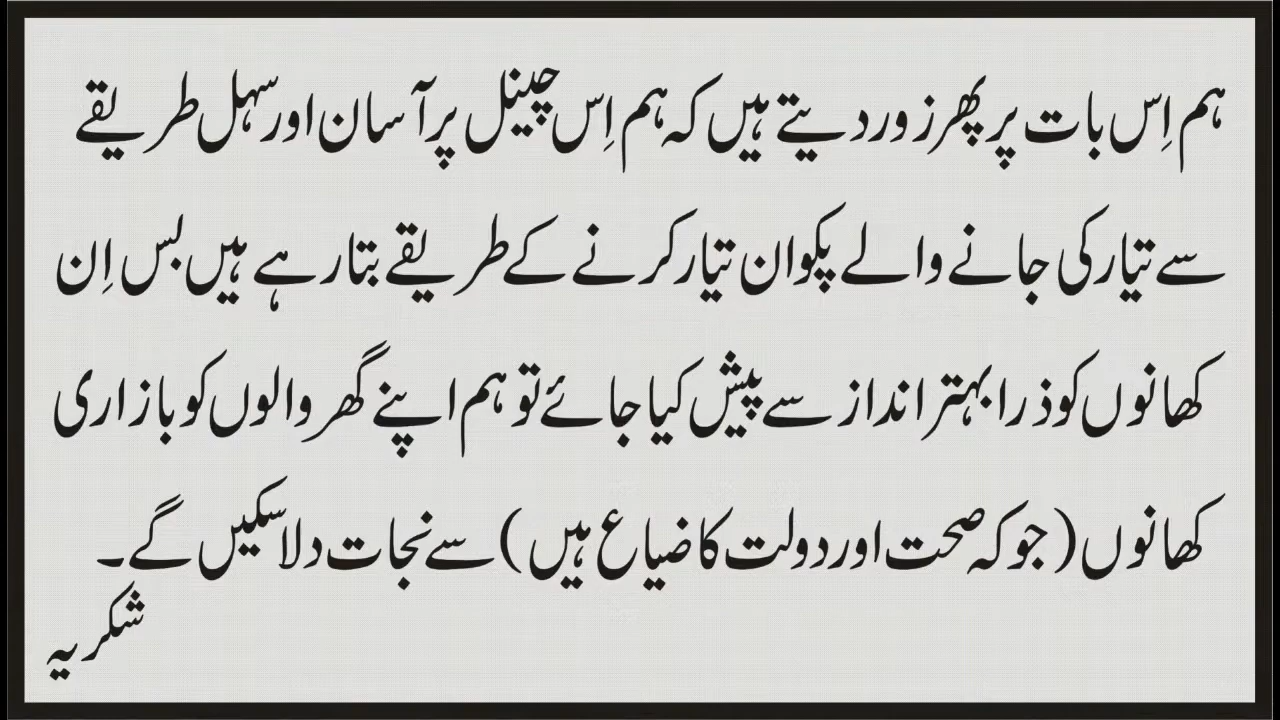 ہم اِس بات پر پھر زور دیتے ہیں کہ ہم اِس چینل پر آسان اور سہل طریقے
سے تیار کی جانے والے پکوان تیار کرنے کے طریقے بتا رہے ہیں بس اِن
کھانوں کو ذرا بہتر انداز سے پیش کیا جائے تو ہم اپنے گھر والوں کو بازاری
کھانوں (جو کہ صحت اور دولت کا ضیاع ہیں) سے نجات دلا سکیں گے۔
شکریہ